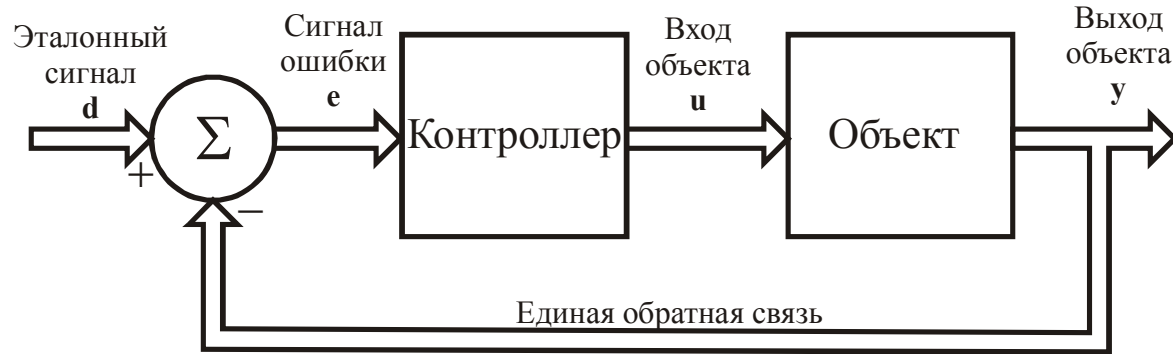 Эталонный
сигнал
d
+
Σ
−
Сигнал
ошибки
e
Контроллер
Вход
объекта
u
Объект
Выход
объекта
y
Единая обратная связь